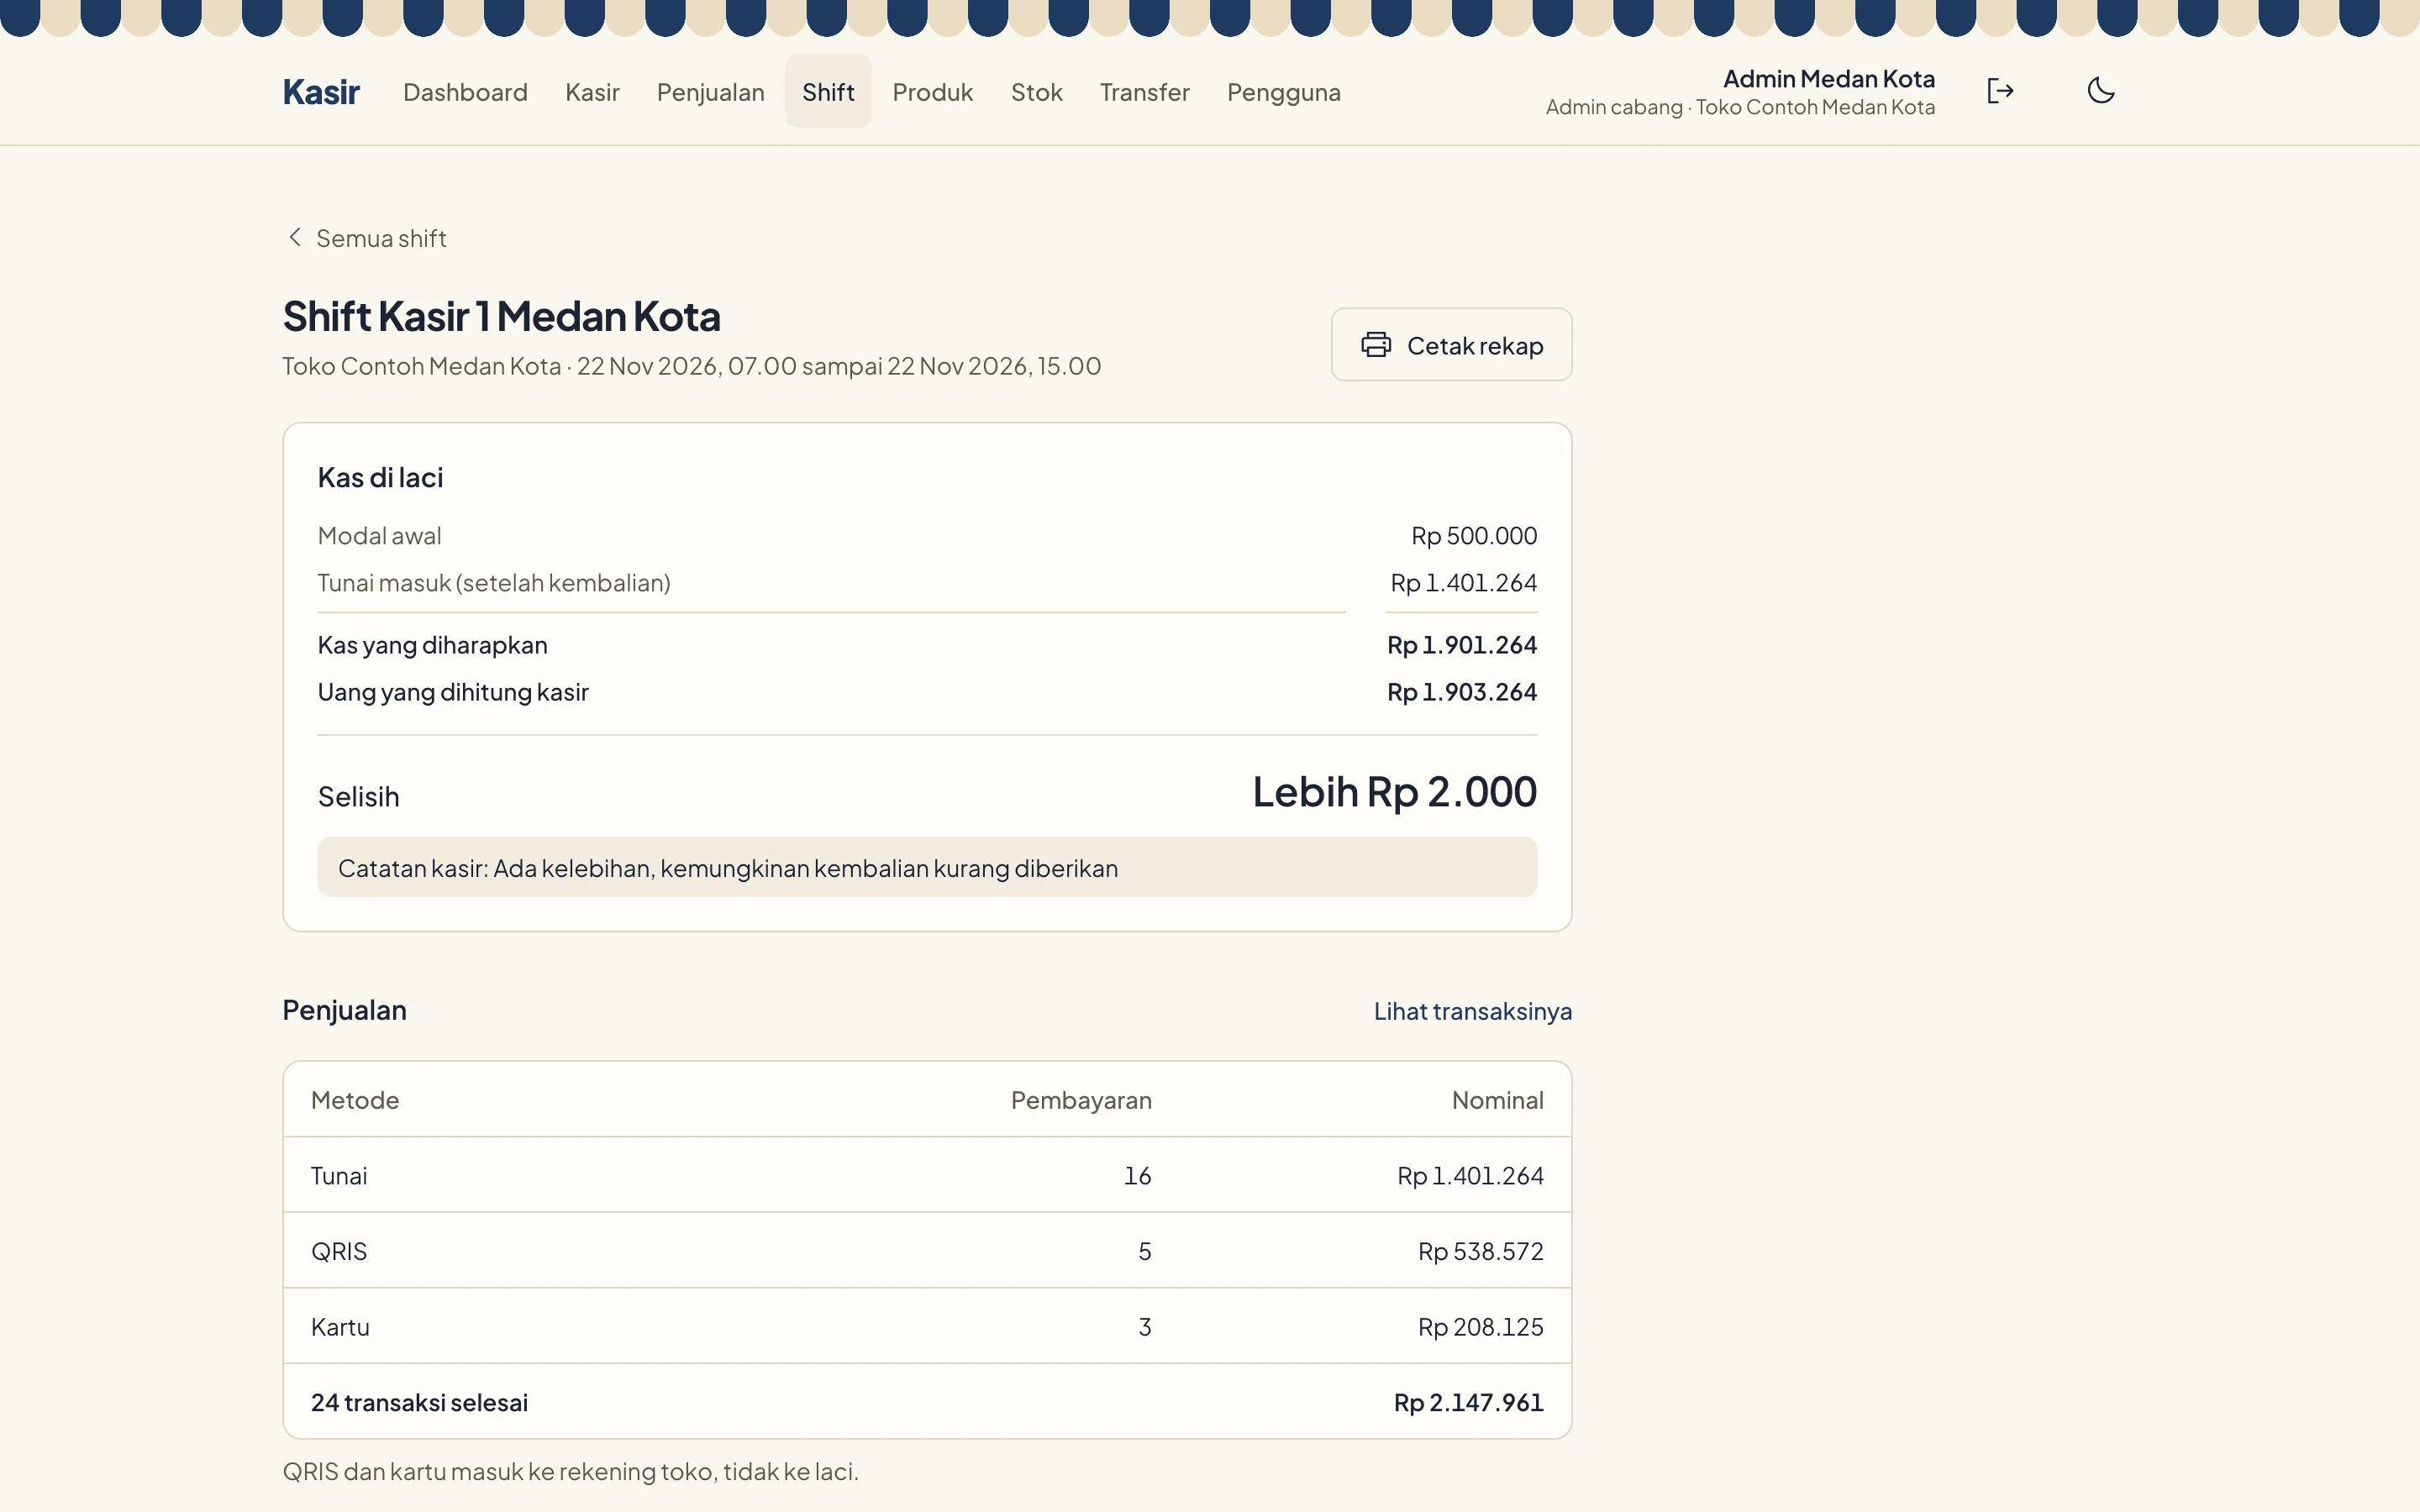 Kasir
Dashboard
Kasir
Penjualan
Shift
Produk
Stok
Transfer
Pengguna
Admin Medan Kota
Admin cabang · Toko Contoh Medan Kota
Semua shift
Shift Kasir 1 Medan Kota
Toko Contoh Medan Kota · 22 Nov 2026, 07.00 sampai 22 Nov 2026, 15.00
Cetak rekap
Kas di laci
Modal awal Rp 500.000
Tunai masuk (setelah kembalian) Rp 1.401.264
Kas yang diharapkan Rp 1.901.264
Uang yang dihitung kasir Rp 1.903.264
Selisih Lebih Rp 2.000
Catatan kasir: Ada kelebihan, kemungkinan kembalian kurang diberikan
Penjualan Lihat transaksinya
Metode Pembayaran Nominal
Tunai 16 Rp 1.401.264
QRIS 5 Rp 538.572
Kartu 3 Rp 208.125
24 transaksi selesai Rp 2.147.961
QRIS dan kartu masuk ke rekening toko, tidak ke laci.